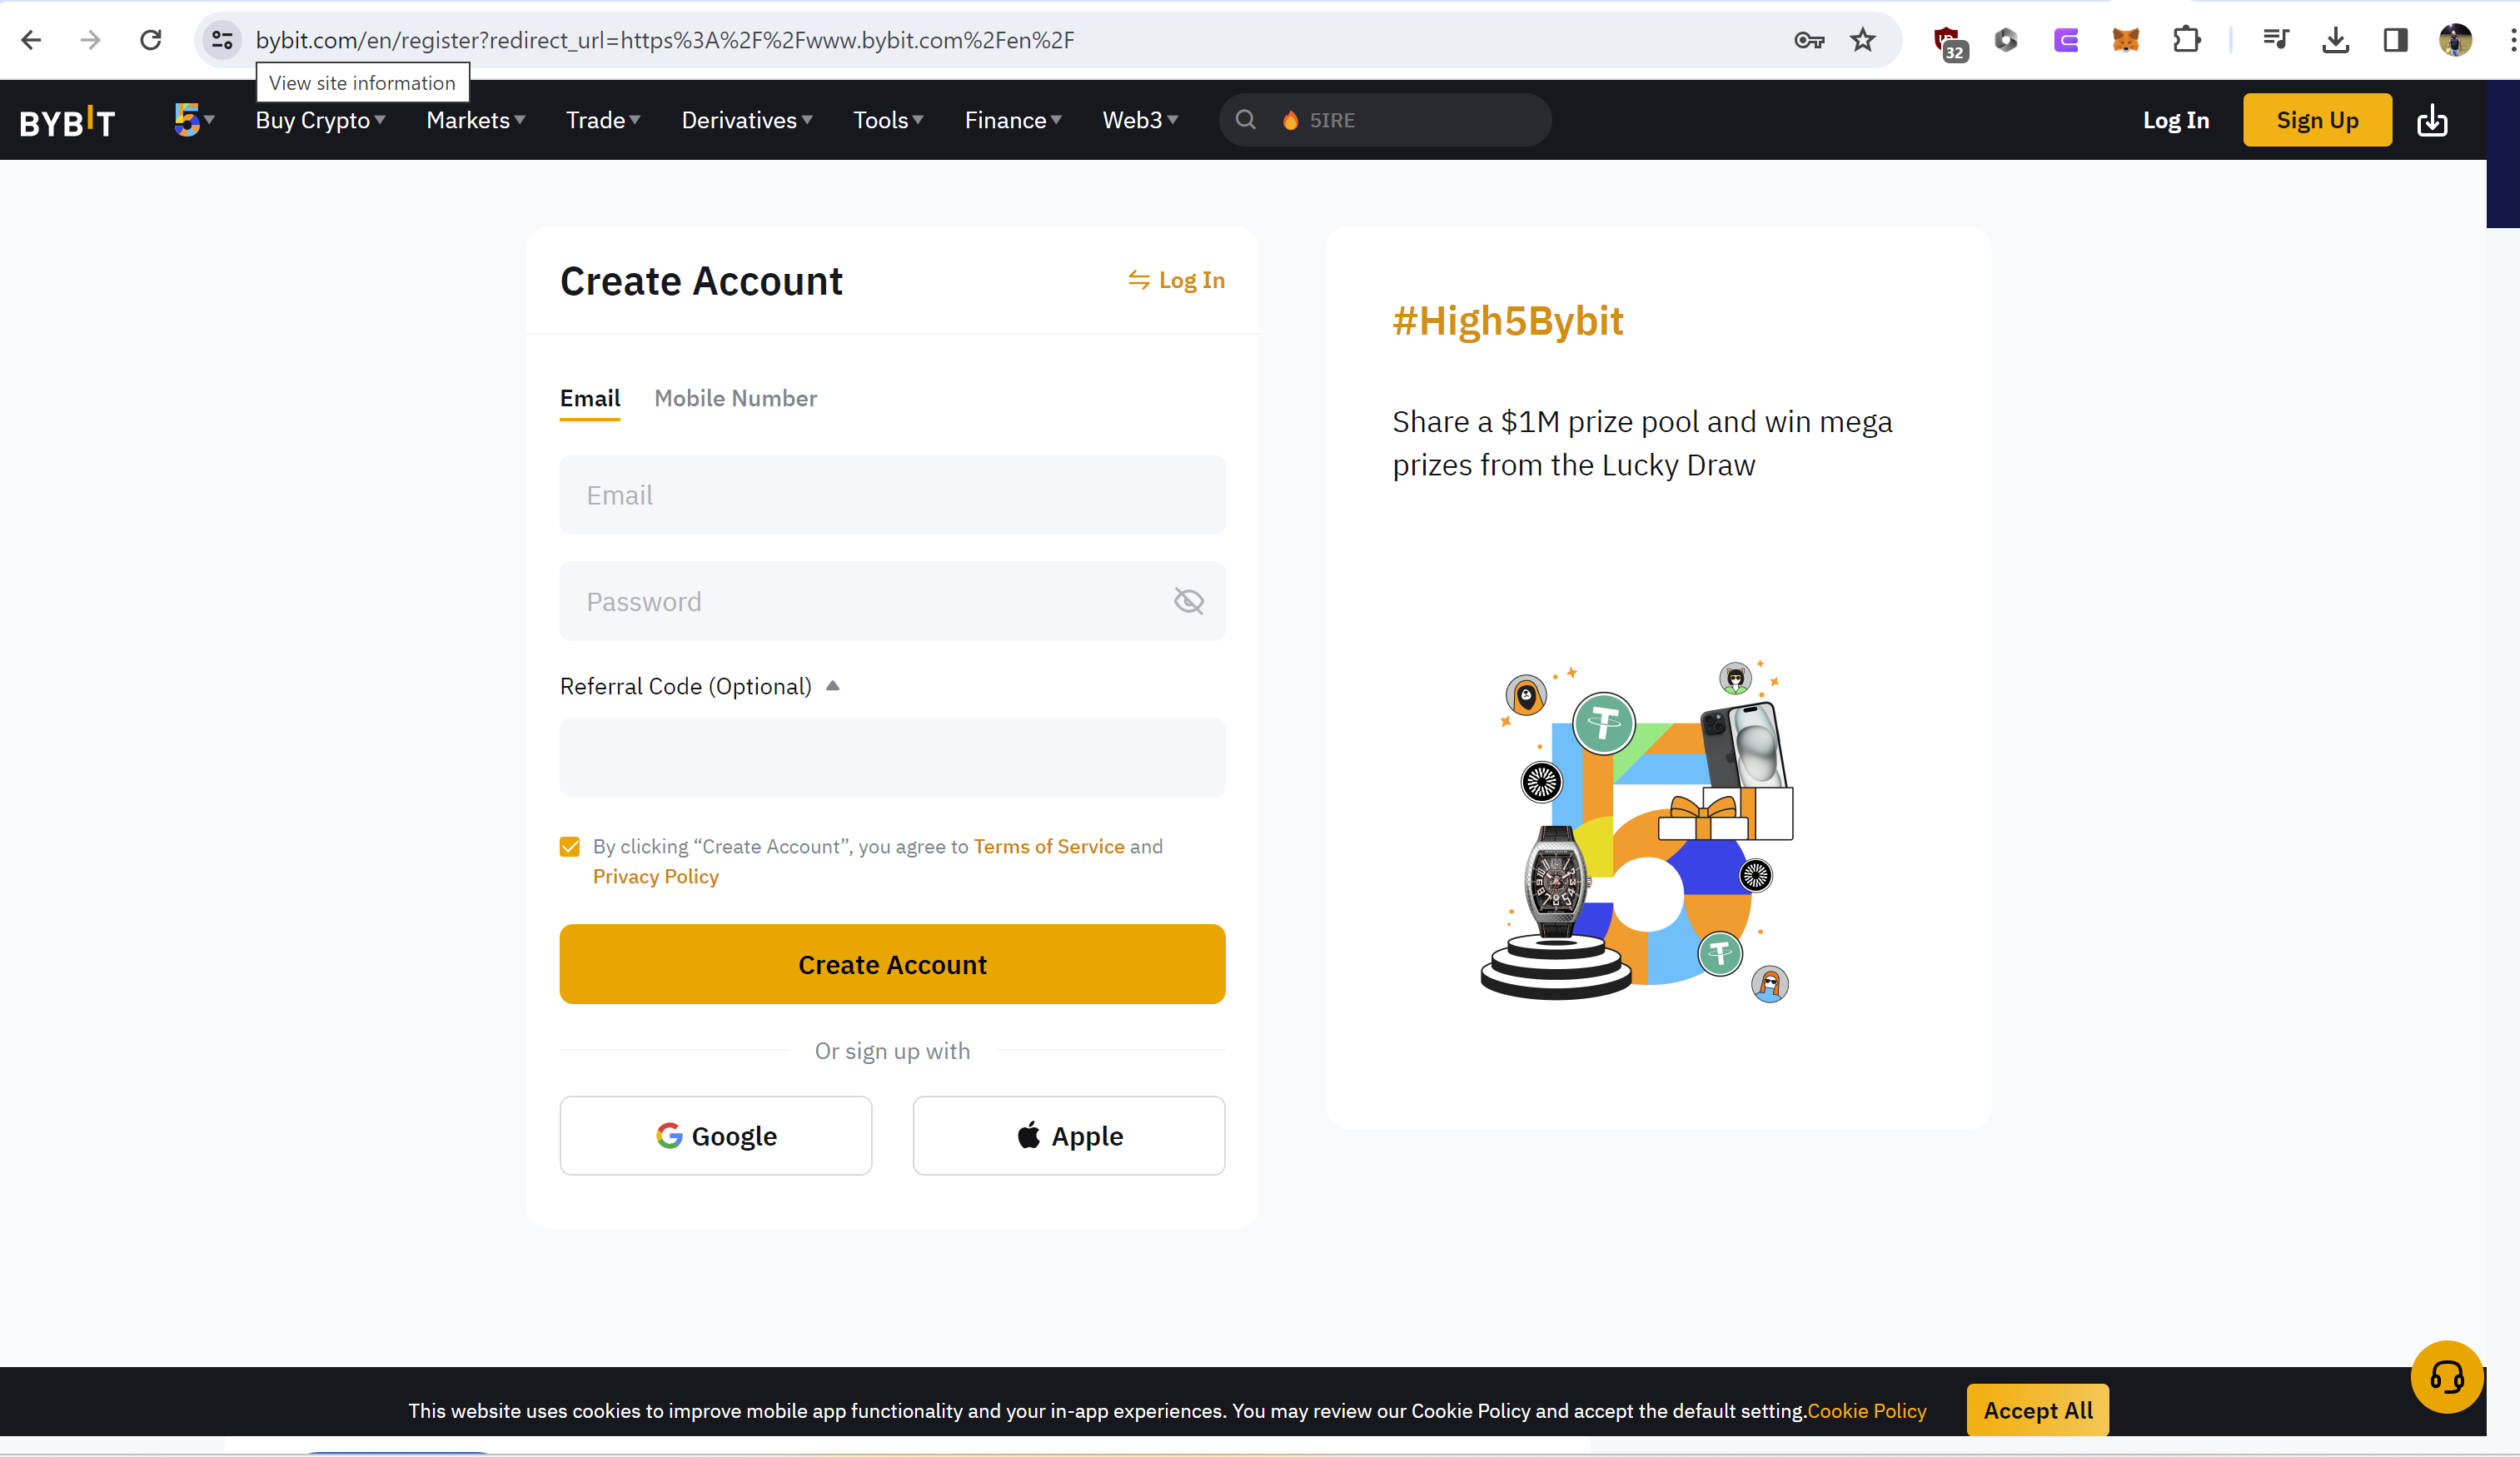 bybit.com/en/register?redirect_url=https%3A%2F%2Fwww.bybit.com%2Fen%2F
32
View site information
BYBIT
5
Buy Crypto
Markets
Trade
Derivatives
Tools
Finance
Web3
5IRE
Log In
Sign Up
Create Account
Log In
Email
Mobile Number
Email
Password
Referral Code (Optional)
By clicking “Create Account”, you agree to Terms of Service and
Privacy Policy
Create Account
Or sign up with
Google
Apple
#High5Bybit
Share a $1M prize pool and win mega
prizes from the Lucky Draw
This website uses cookies to improve mobile app functionality and your in-app experiences. You may review our Cookie Policy and accept the default setting.Cookie Policy
Accept All